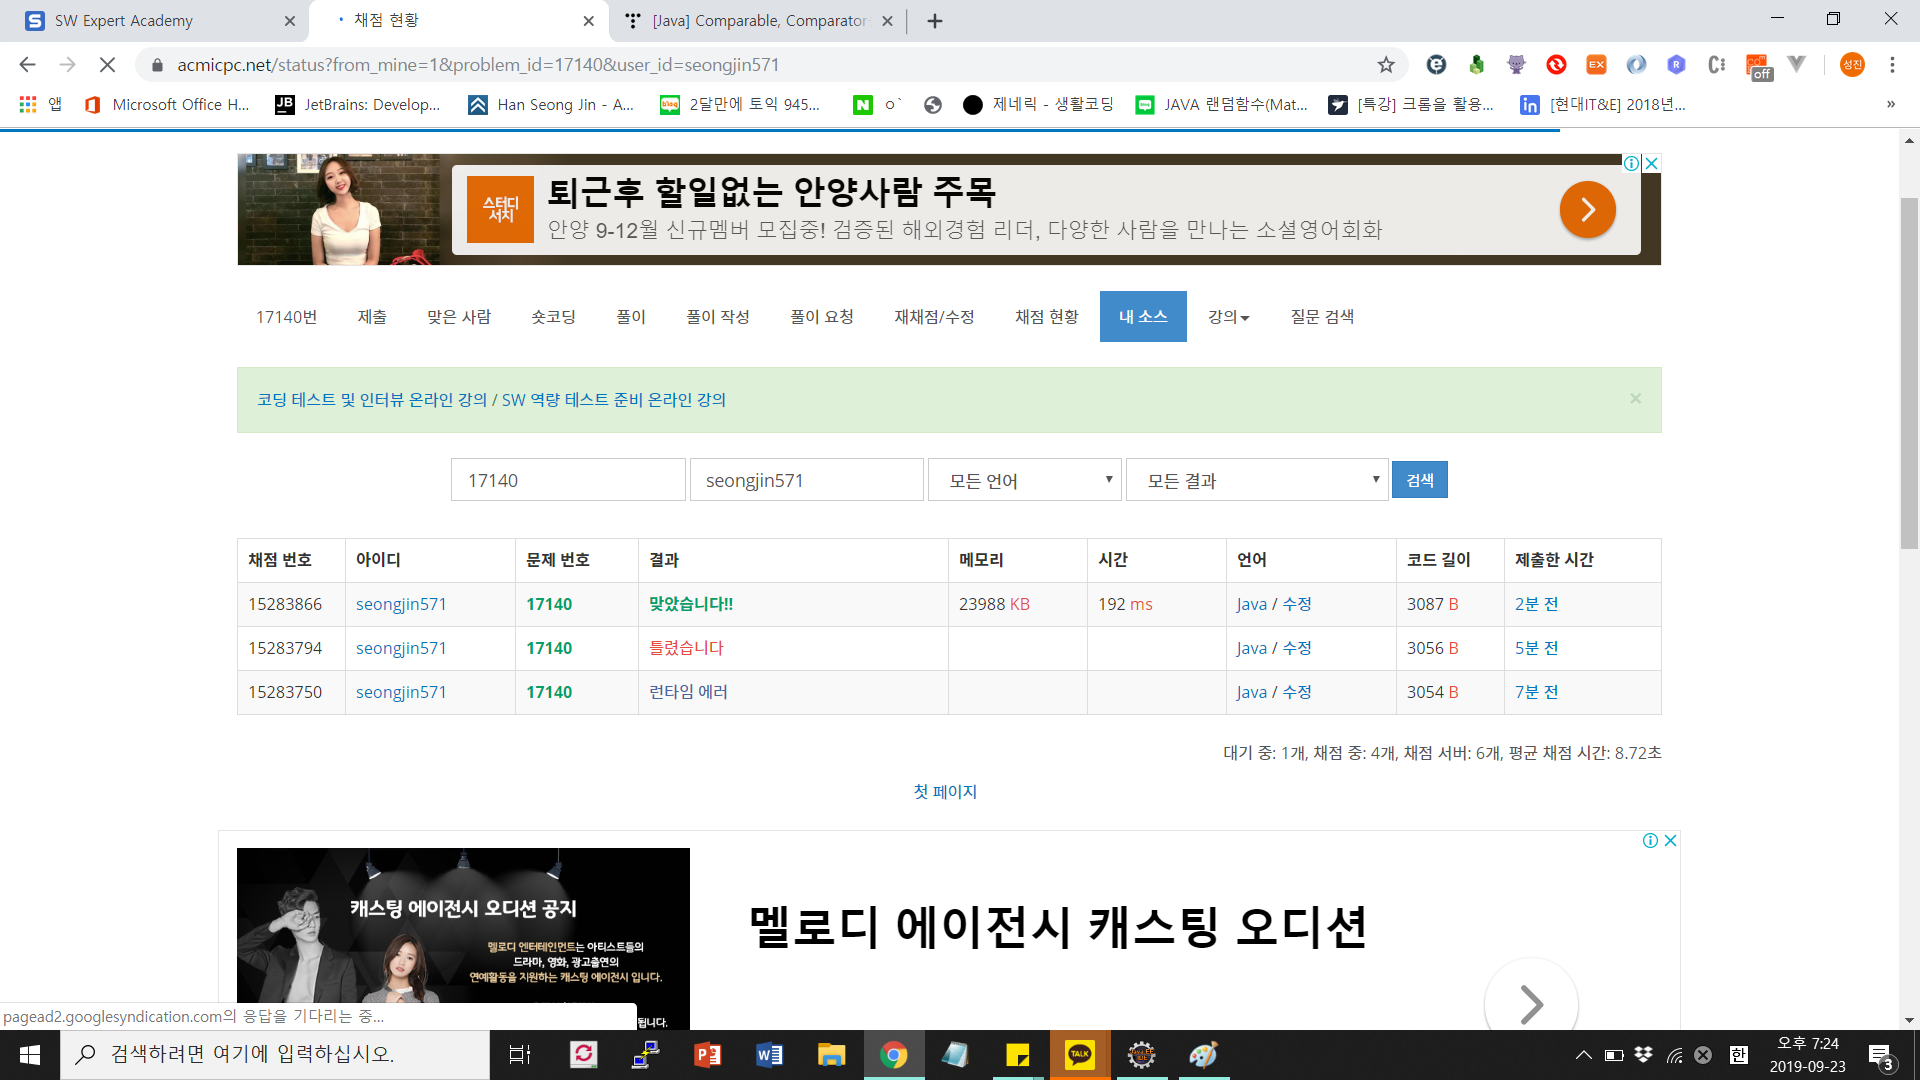 SW Expert Academy
채점 현황
[Java] Comparable, Comparator
acmicpc.net/status?from_mine=1&problem_id=17140&user_id=seongjin571
EX
R
off
성진
앱
Microsoft Office H...
JB
JetBrains: Develop...
Han Seong Jin - A...
blog
2달만에 토익 945...
N
ㅇ`
제네릭 - 생활코딩
JAVA 랜덤함수(Mat...
[특강] 크롬을 활용...
in
[현대IT&E] 2018년...
»
스터디
서치
퇴근후 할일없는 안양사람 주목
안양 9-12월 신규멤버 모집중! 검증된 해외경험 리더, 다양한 사람을 만나는 소셜영어회화
17140번
제출
맞은 사람
숏코딩
풀이
풀이 작성
풀이 요청
재채점/수정
채점 현황
내 소스
강의
질문 검색
코딩 테스트 및 인터뷰 온라인 강의 / SW 역량 테스트 준비 온라인 강의
×
17140
seongjin571
모든 언어
모든 결과
검색
채점 번호 아이디 문제 번호 결과 메모리 시간 언어 코드 길이 제출한 시간
15283866 seongjin571 17140 맞았습니다!! 23988 KB 192 ms Java / 수정 3087 B 2분 전
15283794 seongjin571 17140 틀렸습니다 Java / 수정 3056 B 5분 전
15283750 seongjin571 17140 런타임 에러 Java / 수정 3054 B 7분 전
대기 중: 1개, 채점 중: 4개, 채점 서버: 6개, 평균 채점 시간: 8.72초
첫 페이지
캐스팅 에이전시 오디션 공지
멜로디 엔터테인먼트는 아티스트들의
드라마, 영화, 광고출연의
연예활동을 지원하는 캐스팅 에이전시 입니다.
됩니다.
멜로디 에이전시 캐스팅 오디션
pagead2.googlesyndication.com의 응답을 기다리는 중...
검색하려면 여기에 입력하십시오.
TALK
한
오후 7:24
2019-09-23
3